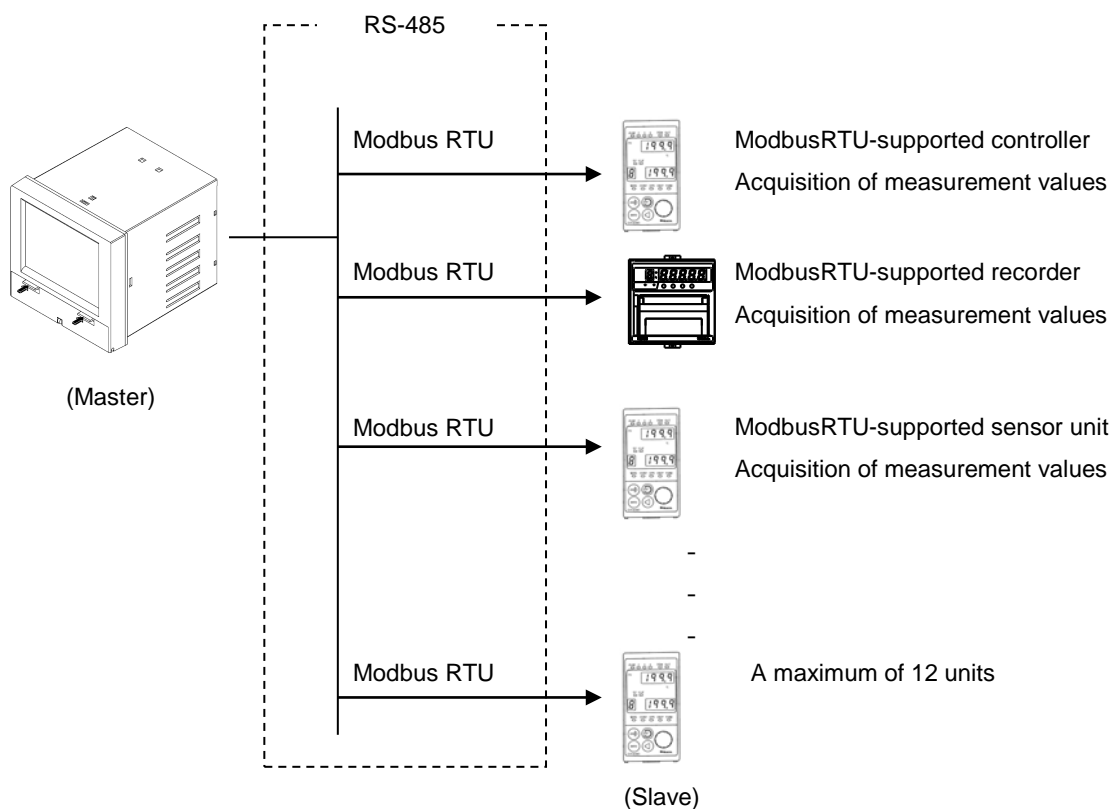 RS-485
Modbus RTU
ModbusRTU-supported controller
Acquisition of measurement values
Modbus RTU
ModbusRTU-supported recorder
Acquisition of measurement values
(Master)
Modbus RTU
ModbusRTU-supported sensor unit
Acquisition of measurement values
-
-
-
Modbus RTU
A maximum of 12 units
(Slave)